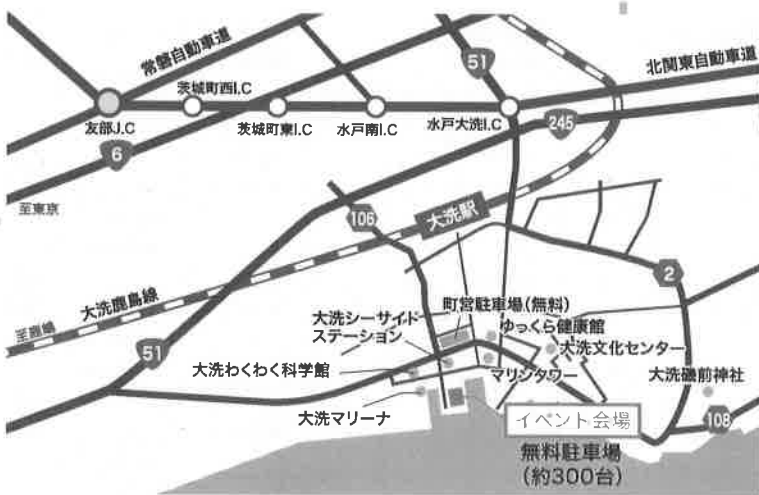 常磐自動車道
51
北関東自動車道
茨城町西I.C
友部J.C
茨城町東I.C
水戸南I.C
水戸大洗I.C
245
6
至東京
106
大洗駅
2
大洗鹿島線
至鹿嶋
町営駐車場(無料)
大洗シーサイド
ステーション
ゆっくら健康館
51
大洗文化センター
大洗わくわく科学館
マリンタワー
大洗磯前神社
大洗マリーナ
イベント会場
108
無料駐車場
(約300台)